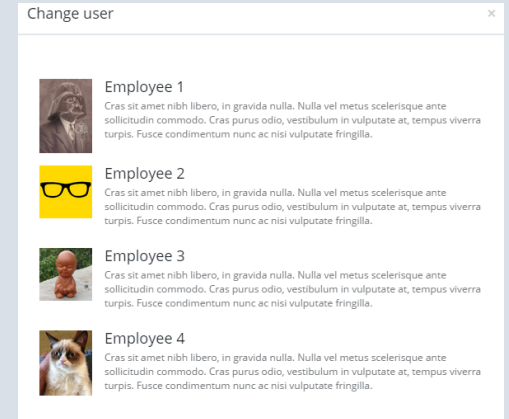 Change user
×
Employee 1
Cras sit amet nibh libero, in gravida nulla. Nulla vel metus scelerisque ante
sollicitudin commodo. Cras purus odio, vestibulum in vulputate at, tempus viverra
turpis. Fusce condimentum nunc ac nisi vulputate fringilla.
Employee 2
Cras sit amet nibh libero, in gravida nulla. Nulla vel metus scelerisque ante
sollicitudin commodo. Cras purus odio, vestibulum in vulputate at, tempus viverra
turpis. Fusce condimentum nunc ac nisi vulputate fringilla.
Employee 3
Cras sit amet nibh libero, in gravida nulla. Nulla vel metus scelerisque ante
sollicitudin commodo. Cras purus odio, vestibulum in vulputate at, tempus viverra
turpis. Fusce condimentum nunc ac nisi vulputate fringilla.
Employee 4
Cras sit amet nibh libero, in gravida nulla. Nulla vel metus scelerisque ante
sollicitudin commodo. Cras purus odio, vestibulum in vulputate at, tempus viverra
turpis. Fusce condimentum nunc ac nisi vulputate fringilla.